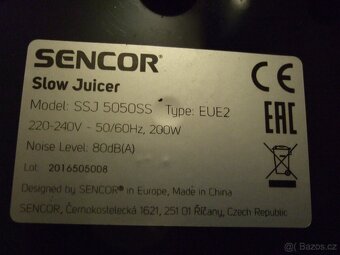 SENCOR®
Slow Juicer
Model: SSJ 5050SS Type: EUE2
220-240V - 50/60Hz, 200W
Noise Level: 80dB(A)
Lot: 2016505008
Designed by SENCOR® in Europe, Made in China
SENCOR, Černokostelecká 1621, 251 01 Říčany, Czech Republic
CE
EAC
Bazoš.cz